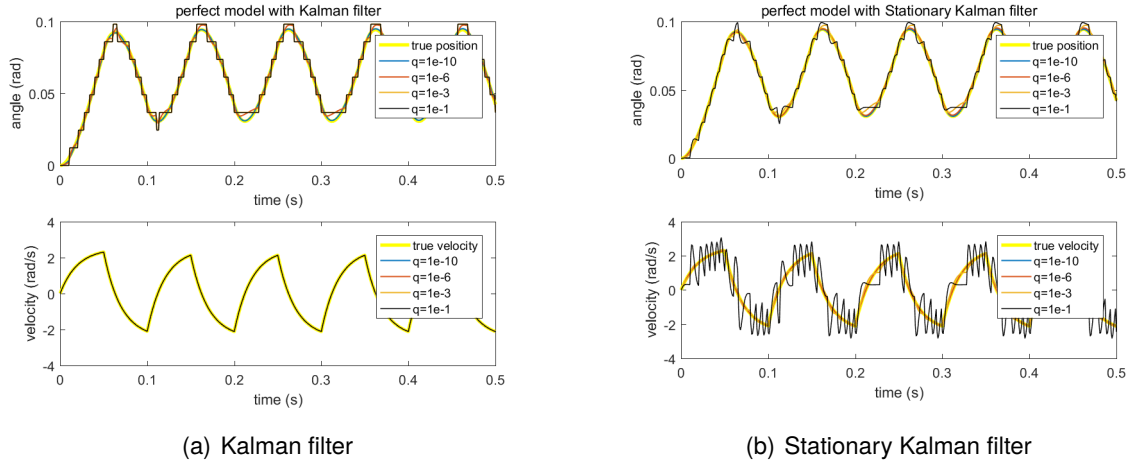 perfect model with Kalman filter
0.1
0.05
0
angle (rad)
true position
q=1e-10
q=1e-6
q=1e-3
q=1e-1
0 0.1 0.2 0.3 0.4 0.5
time (s)
4
2
0
-2
-4
velocity (rad/s)
true velocity
q=1e-10
q=1e-6
q=1e-3
q=1e-1
0 0.1 0.2 0.3 0.4 0.5
time (s)
(a) Kalman filter
perfect model with Stationary Kalman filter
0.1
0.05
0
angle (rad)
true position
q=1e-10
q=1e-6
q=1e-3
q=1e-1
0 0.1 0.2 0.3 0.4 0.5
time (s)
4
2
0
-2
-4
velocity (rad/s)
true velocity
q=1e-10
q=1e-6
q=1e-3
q=1e-1
0 0.1 0.2 0.3 0.4 0.5
time (s)
(b) Stationary Kalman filter